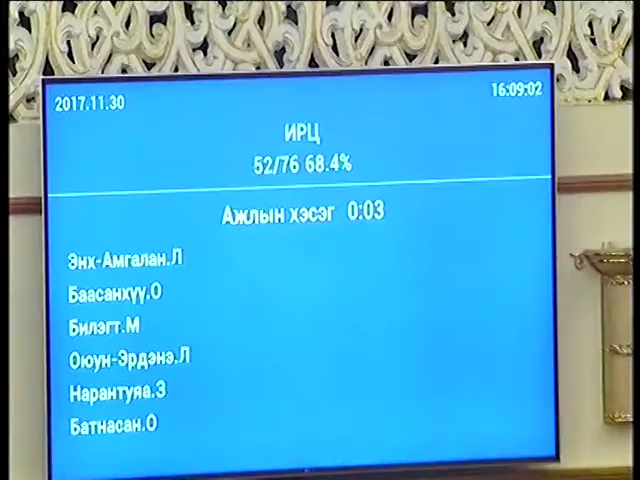 2017.11.30 16:09:02
ИРЦ
52/76 68.4%
Ажлын хэсэг 0:03
Энх-Амгалан.Л
Баасанхүү.О
Билэгт.М
Оюун-Эрдэнэ.Л
Нарантуяа.З
Батнасан.О